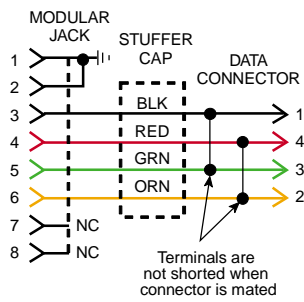 MODULAR
JACK
STUFFER
CAP
DATA
CONNECTOR
1
2
3 BLK 1
4 RED 4
5 GRN 3
6 ORN 2
7 NC
8 NC
Terminals are
not shorted when
connector is mated